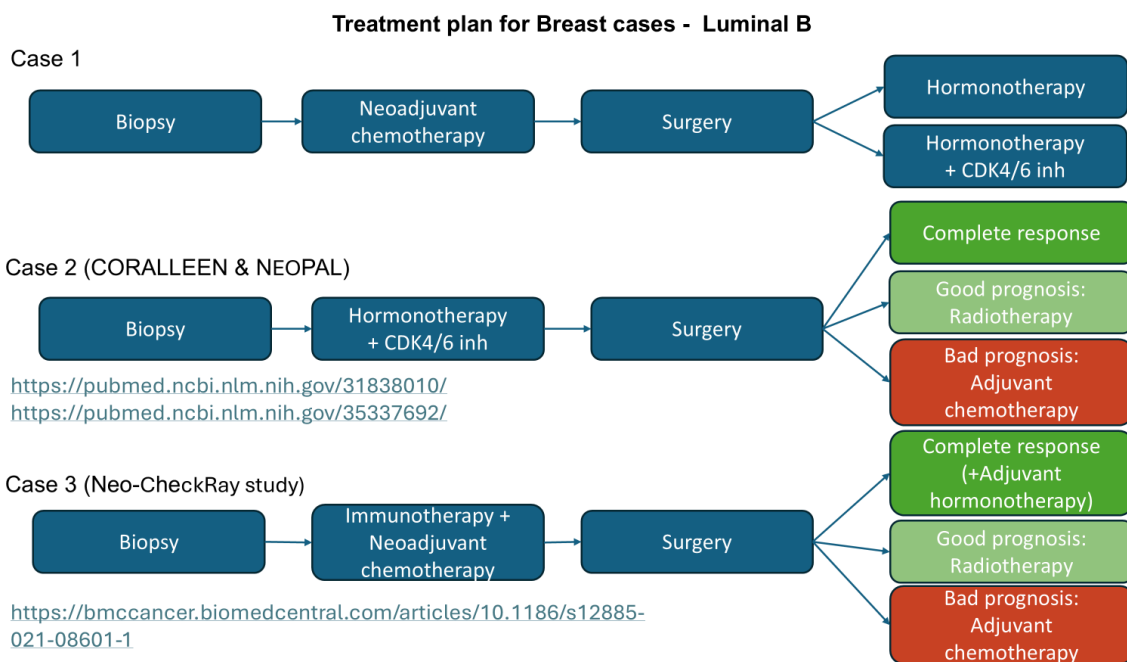 Treatment plan for Breast cases - Luminal B
Case 1
Biopsy
Neoadjuvant
chemotherapy
Surgery
Hormonotherapy
Hormonotherapy
+ CDK4/6 inh
Case 2 (CORALLEEN & NEOPAL)
Biopsy
Hormonotherapy
+ CDK4/6 inh
Surgery
Complete response
Good prognosis:
Radiotherapy
Bad prognosis:
Adjuvant
chemotherapy
https://pubmed.ncbi.nlm.nih.gov/31838010/
https://pubmed.ncbi.nlm.nih.gov/35337692/
Case 3 (Neo-CheckRay study)
Biopsy
Immunotherapy +
Neoadjuvant
chemotherapy
Surgery
Complete response
(+Adjuvant
hormonotherapy)
Good prognosis:
Radiotherapy
Bad prognosis:
Adjuvant
chemotherapy
https://bmccancer.biomedcentral.com/articles/10.1186/s12885-
021-08601-1